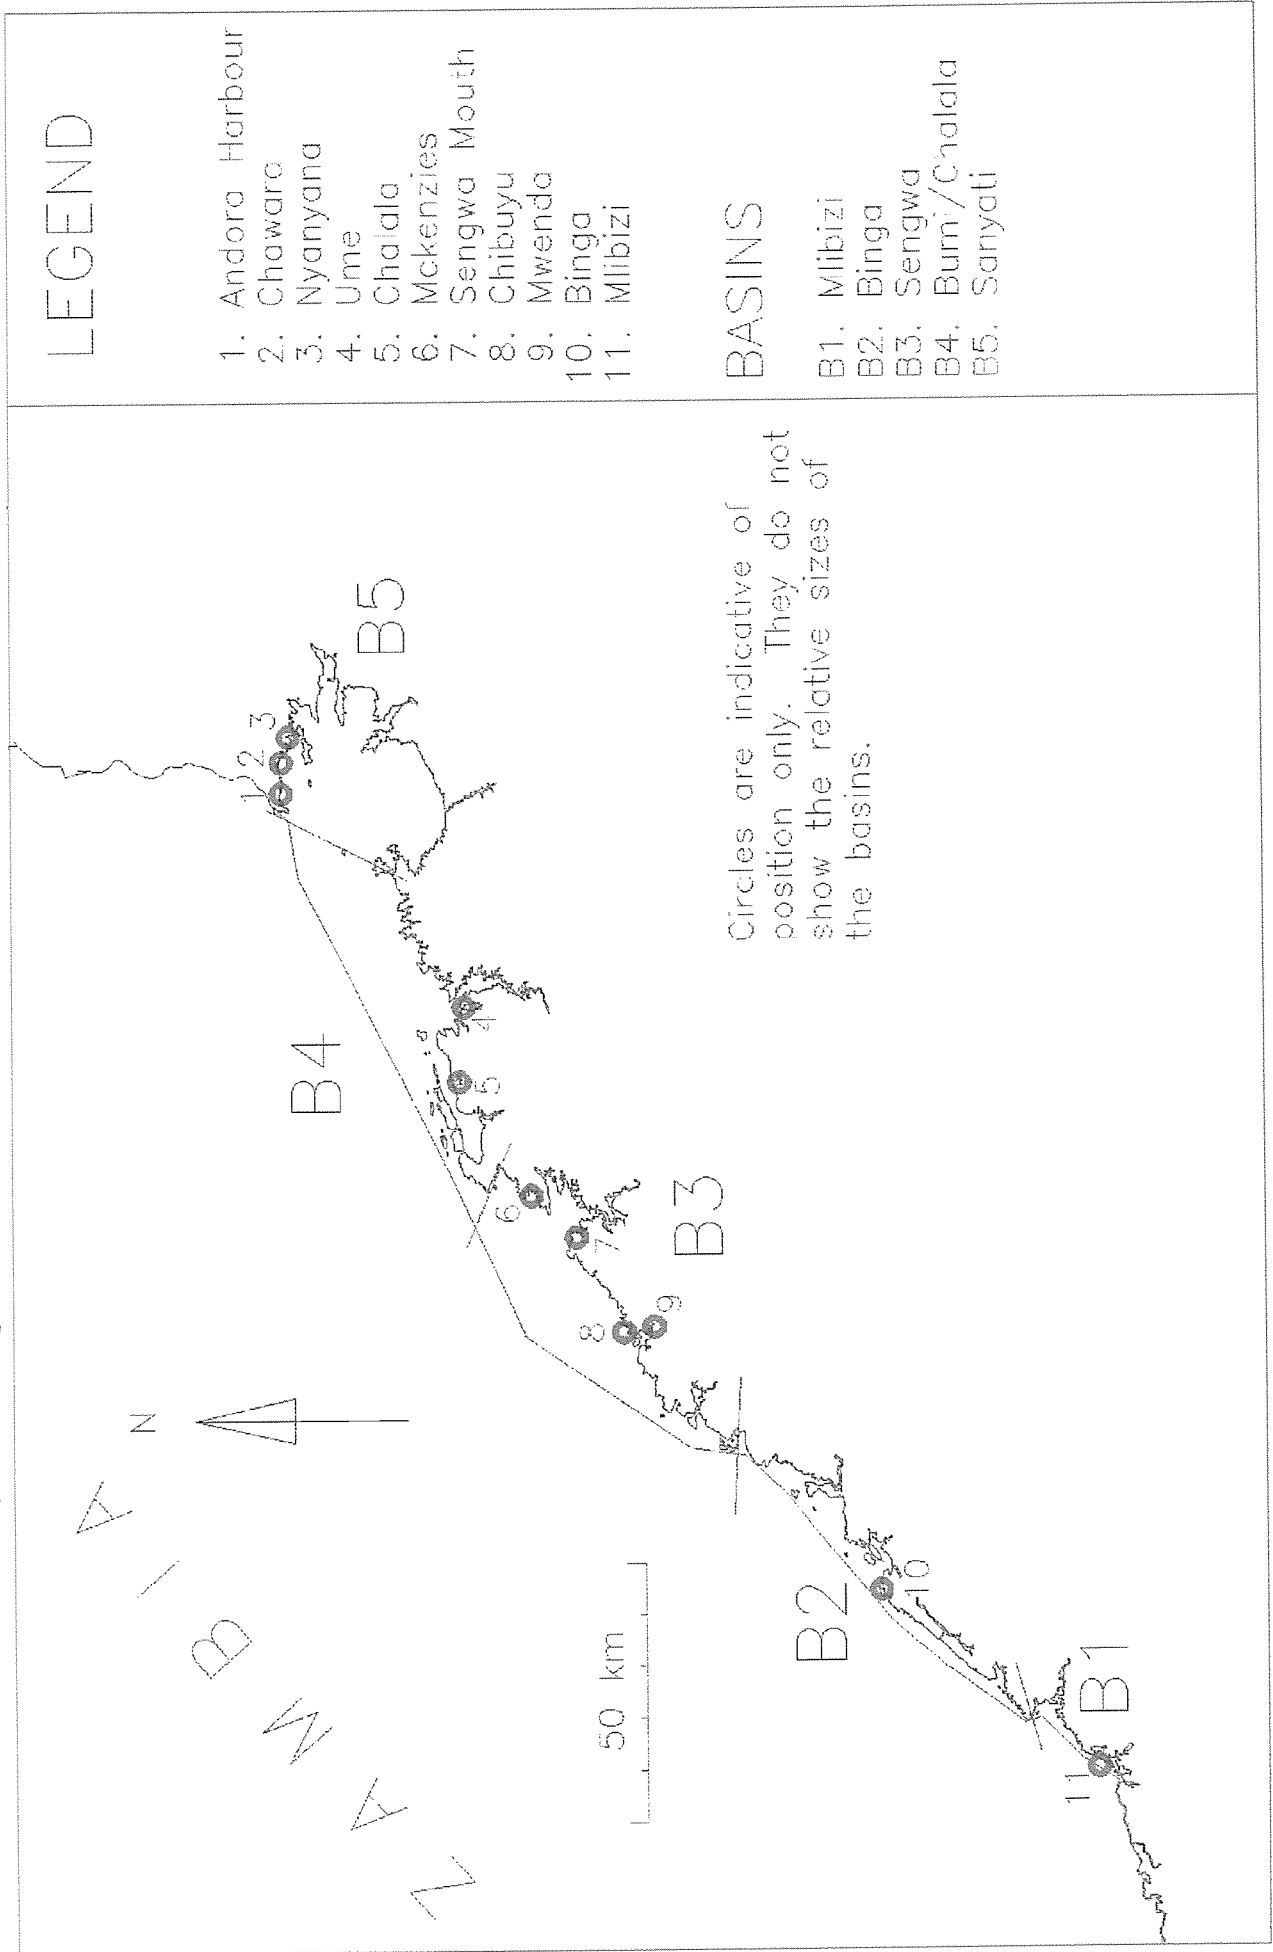 ZAMBIA
N
50 km
B4
B5
B3
B2
B1
1
2
3
4
5
6
7
8
9
10
11
Circles are indicative of
position only. They do not
show the relative sizes of
the basins.
LEGEND
1. Andora Harbour
2. Chawara
3. Nyanyana
4. Ume
5. Chalala
6. Mckenzies
7. Sengwa Mouth
8. Chibuyu
9. Mwenda
10. Binga
11. Mlibizi
BASINS
B1. Mlibizi
B2. Binga
B3. Sengwa
B4. Bumi/Chalala
B5. Sanyati